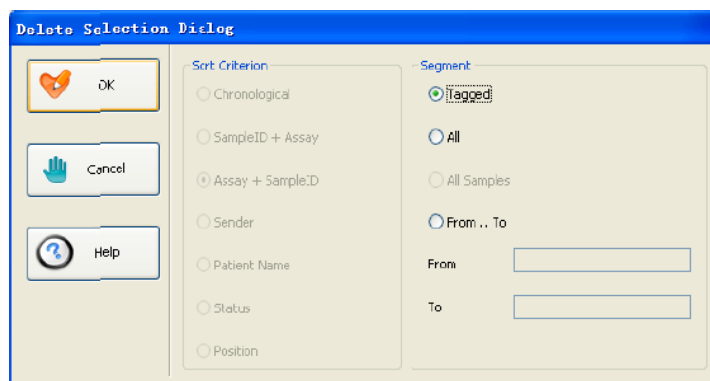 Delete Selection Dialog
OK
Cancel
Help
Sort Criterion
Chronological
SampleID + Assay
Assay + SampleID
Sender
Patient Name
Status
Position
Segment
Tagged
All
All Samples
From .. To
From
To